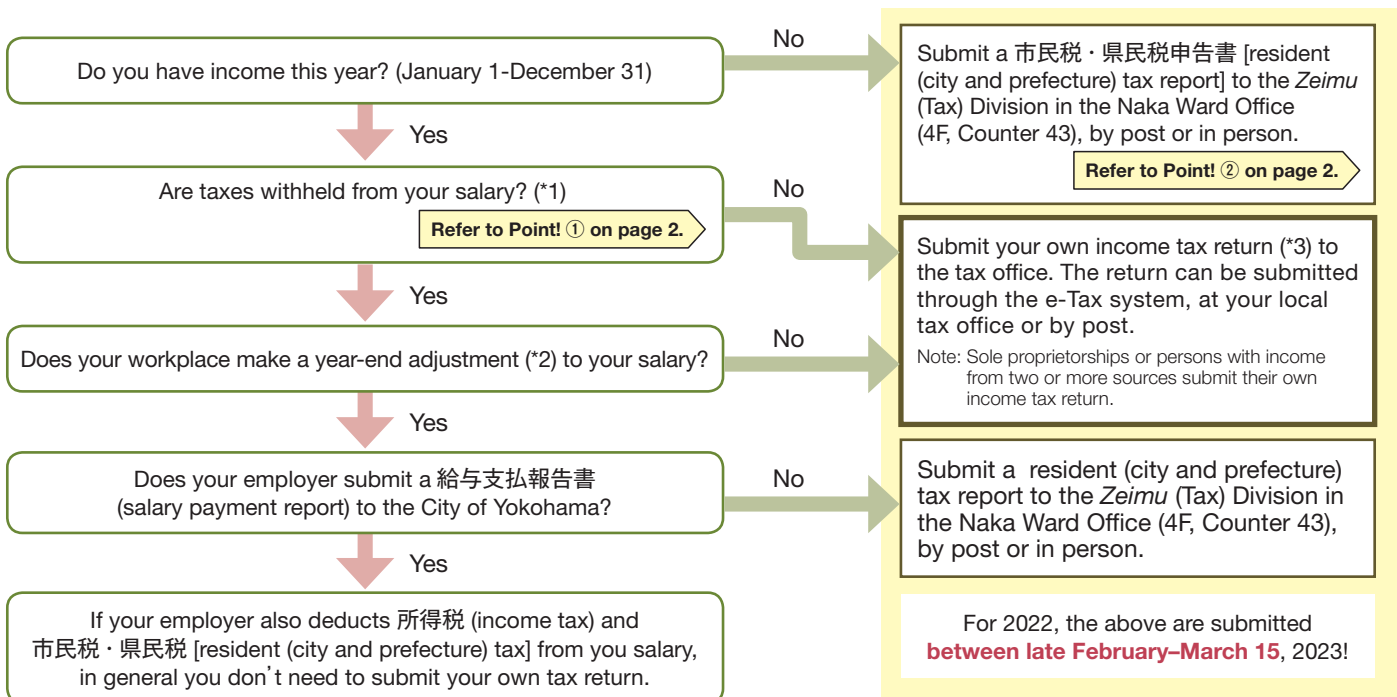 Do you have income this year? (January 1-December 31)
No
Submit a 市民税・県民税申告書 [resident
(city and prefecture) tax report] to the Zeimu
(Tax) Division in the Naka Ward Office
(4F, Counter 43), by post or in person.
Refer to Point! ② on page 2.
Yes
Are taxes withheld from your salary? (*1)
Refer to Point! ① on page 2.
No
Submit your own income tax return (*3) to
the tax office. The return can be submitted
through the e-Tax system, at your local
tax office or by post.
Note: Sole proprietorships or persons with income
from two or more sources submit their own
income tax return.
Yes
Does your workplace make a year-end adjustment (*2) to your salary?
No
Yes
Does your employer submit a 給与支払報告書
(salary payment report) to the City of Yokohama?
No
Submit a resident (city and prefecture)
tax report to the Zeimu (Tax) Division in
the Naka Ward Office (4F, Counter 43),
by post or in person.
Yes
If your employer also deducts 所得税 (income tax) and
市民税・県民税 [resident (city and prefecture) tax] from you salary,
in general you don't need to submit your own tax return.
For 2022, the above are submitted
between late February–March 15, 2023!